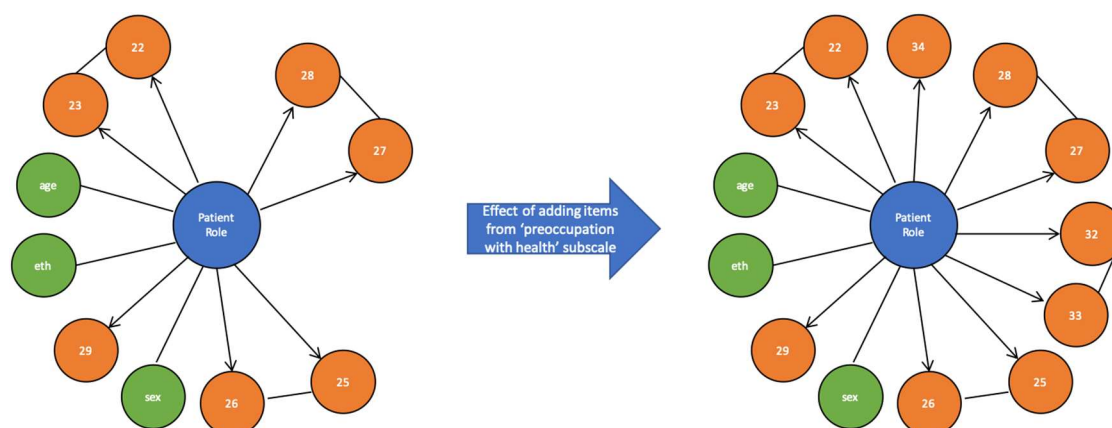 22
28
23
27
age
Patient
Role
eth
29
sex
26
25
Effect of adding items
from ‘preoccupation
with health’ subscale
22
34
28
23
27
age
Patient
Role
32
eth
33
29
sex
26
25